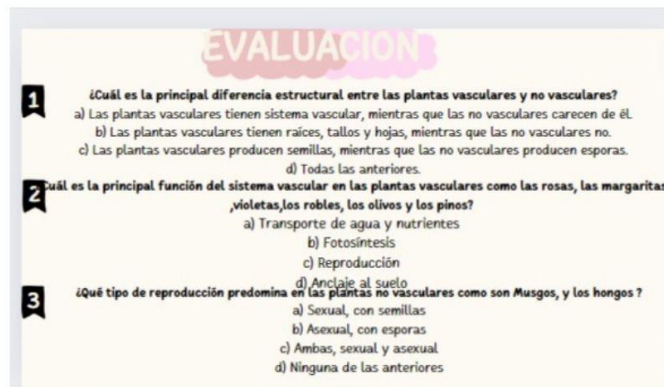 EVALUACION
1
¿Cuál es la principal diferencia estructural entre las plantas vasculares y no vasculares?
a) Las plantas vasculares tienen sistema vascular, mientras que las no vasculares carecen de él.
b) Las plantas vasculares tienen raíces, tallos y hojas, mientras que las no vasculares no.
c) Las plantas vasculares producen semillas, mientras que las no vasculares producen esporas.
d) Todas las anteriores.
2
uál es la principal función del sistema vascular en las plantas vasculares como las rosas, las margaritas
,violetas,los robles, los olivos y los pinos?
a) Transporte de agua y nutrientes
b) Fotosíntesis
c) Reproducción
d) Anclaje al suelo
3
¿Qué tipo de reproducción predomina en las plantas no vasculares como son Musgos, y los hongos ?
a) Sexual, con semillas
b) Asexual, con esporas
c) Ambas, sexual y asexual
d) Ninguna de las anteriores